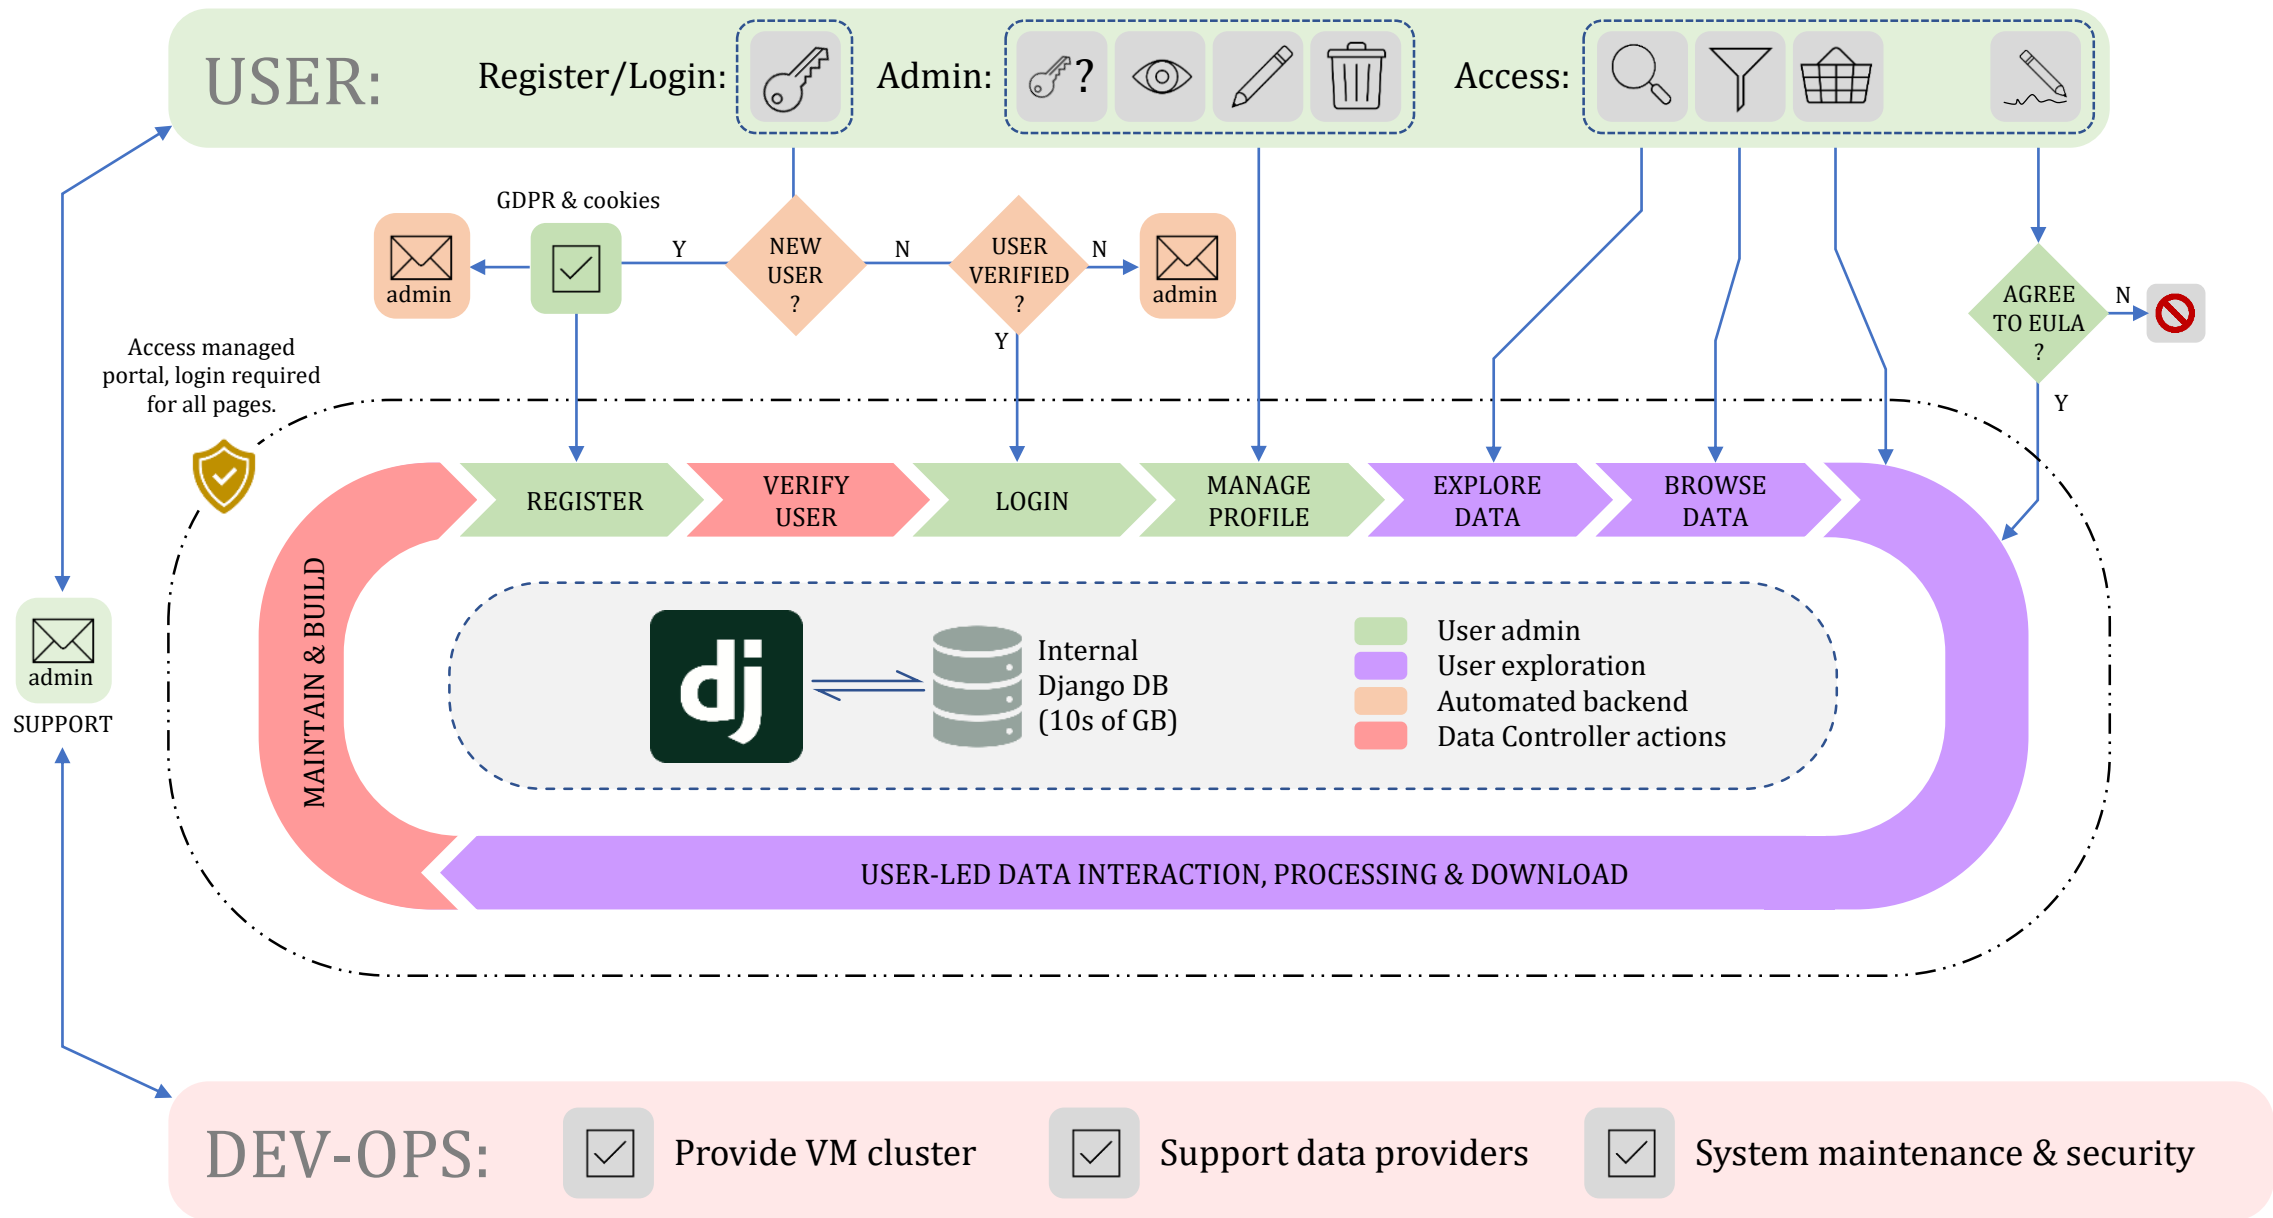 USER:
Register/Login:
Admin:
?
Access:
GDPR & cookies
admin
Y
NEW
USER
?
N
USER
VERIFIED
?
N
admin
Y
AGREE
TO EULA
?
N
Y
Access managed
portal, login required
for all pages.
REGISTER
VERIFY
USER
LOGIN
MANAGE
PROFILE
EXPLORE
DATA
BROWSE
DATA
MAINTAIN & BUILD
dj
Internal
Django DB
(10s of GB)
User admin
User exploration
Automated backend
Data Controller actions
admin
SUPPORT
USER-LED DATA INTERACTION, PROCESSING & DOWNLOAD
DEV-OPS:
Provide VM cluster
Support data providers
System maintenance & security